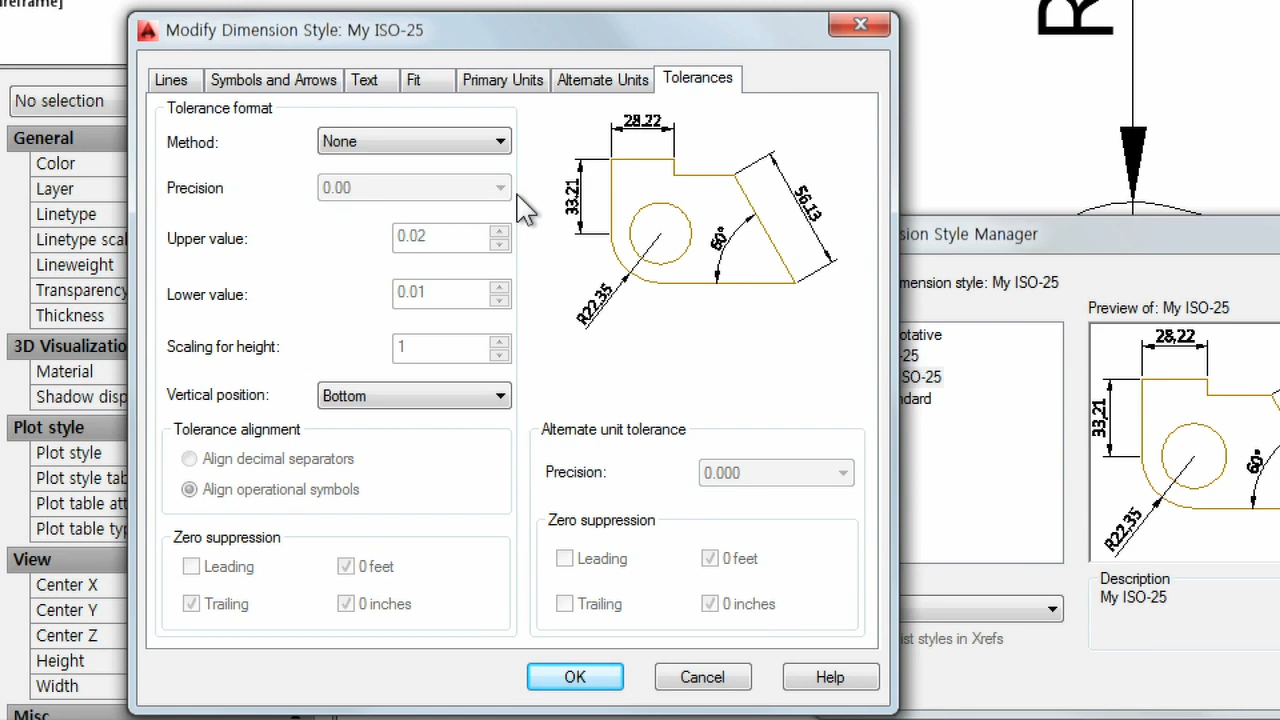 ireframe]
R
Modify Dimension Style: My ISO-25
Lines
Symbols and Arrows
Text
Fit
Primary Units
Alternate Units
Tolerances
No selection
General
Color
Layer
Linetype
Linetype scal
Lineweight
Transparency
Thickness
3D Visualizatio
Material
Shadow disp
Plot style
Plot style
Plot style tab
Plot table att
Plot table typ
View
Center X
Center Y
Center Z
Height
Width
Misc
Tolerance format
Method:
None
Precision
0.00
Upper value:
0.02
Lower value:
0.01
Scaling for height:
1
Vertical position:
Bottom
Tolerance alignment
Align decimal separators
Align operational symbols
Zero suppression
Leading
0 feet
Trailing
0 inches
28.22
33,21
56,13
60°
R22,35
Alternate unit tolerance
Precision:
0.000
Zero suppression
Leading
0 feet
Trailing
0 inches
OK
Cancel
Help
sion Style Manager
mension style: My ISO-25
otative
-25
SO-25
ndard
ist styles in Xrefs
Preview of: My ISO-25
28,22
33,21
60°
R22,35
Description
My ISO-25